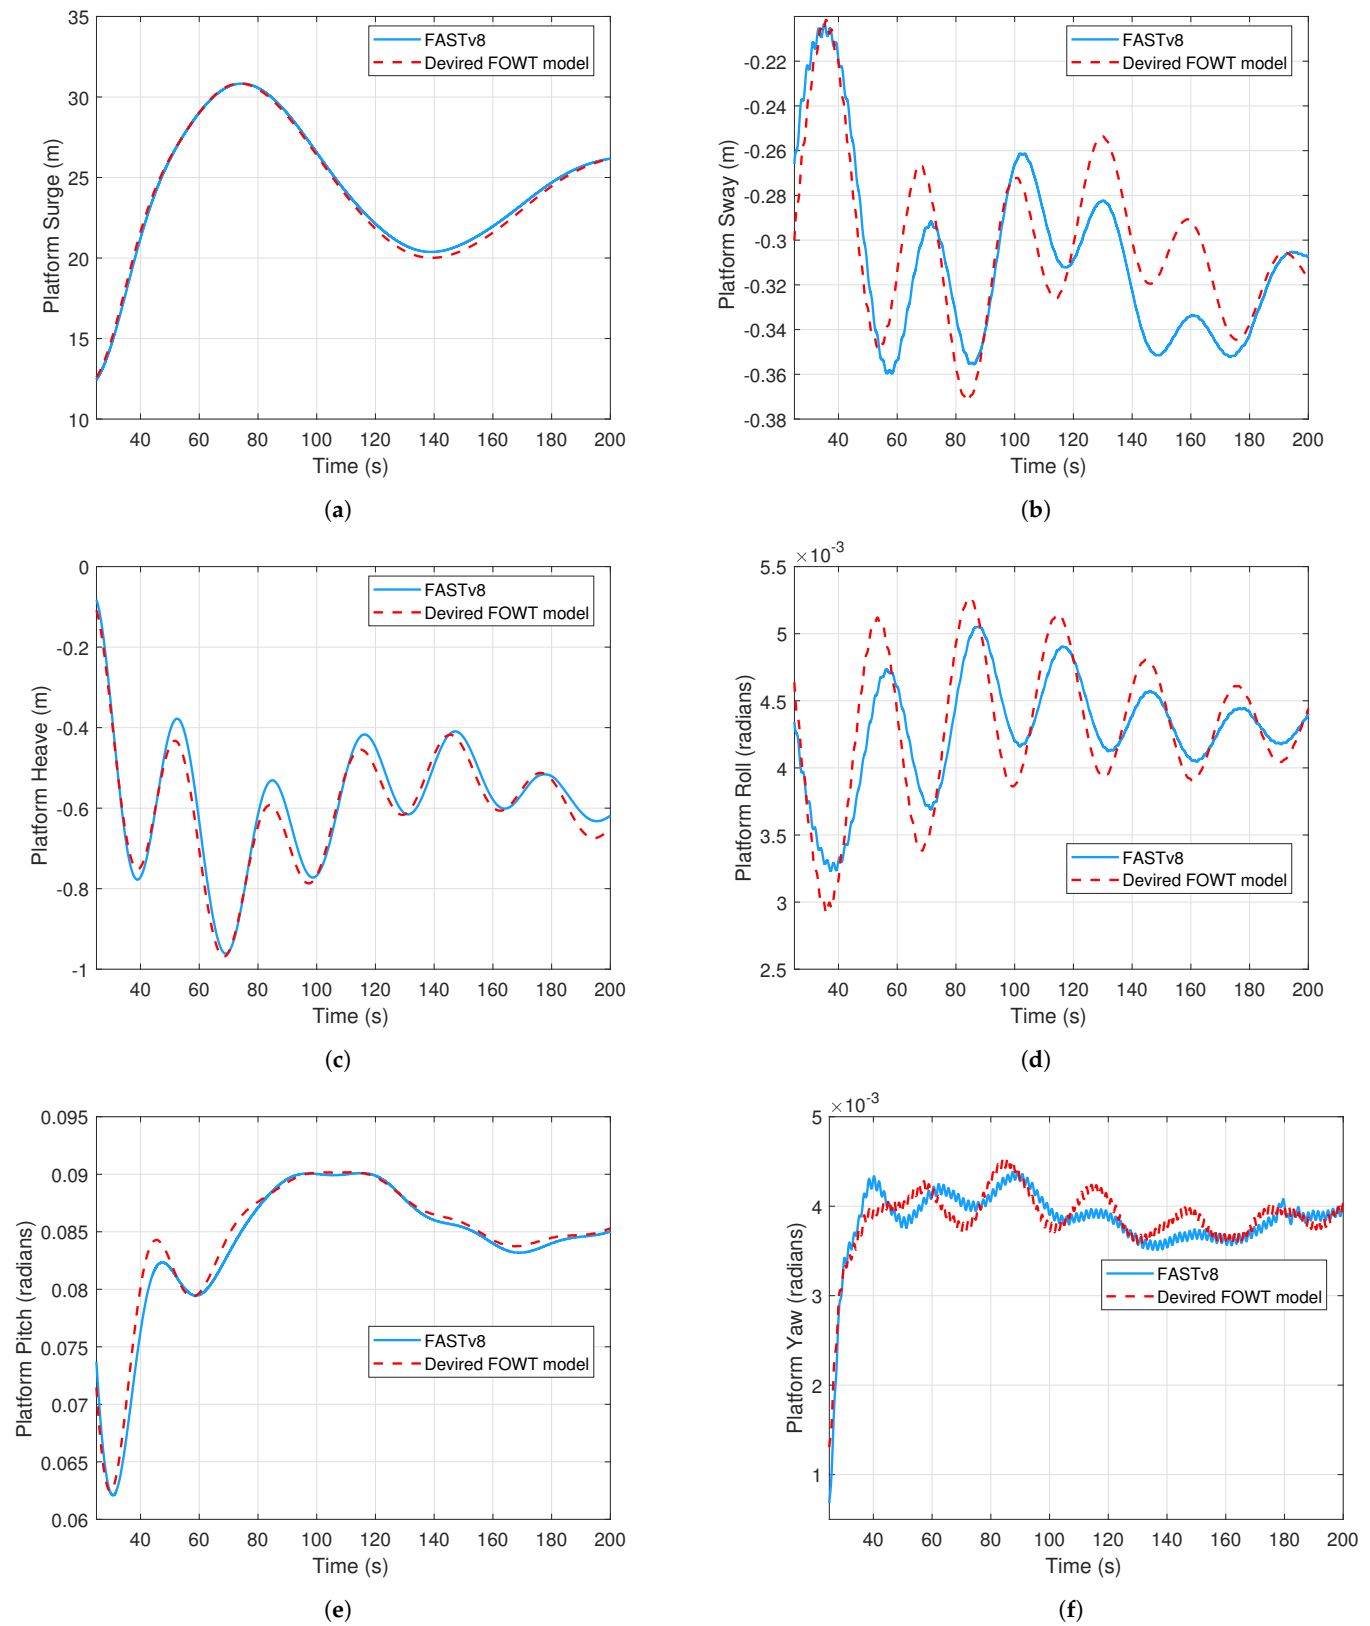 35
30
25
20
15
10
Platform Surge (m)
FASTv8
Devired FOWT model
40 60 80 100 120 140 160 180 200
Time (s)
(a)
-0.22
-0.24
-0.26
-0.28
-0.3
-0.32
-0.34
-0.36
-0.38
Platform Sway (m)
FASTv8
Devired FOWT model
40 60 80 100 120 140 160 180 200
Time (s)
(b)
0
-0.2
-0.4
-0.6
-0.8
-1
Platform Heave (m)
FASTv8
Devired FOWT model
40 60 80 100 120 140 160 180 200
Time (s)
(c)
×10-3
5.5
5
4.5
4
3.5
3
2.5
Platform Roll (radians)
FASTv8
Devired FOWT model
40 60 80 100 120 140 160 180 200
Time (s)
(d)
0.095
0.09
0.085
0.08
0.075
0.07
0.065
0.06
Platform Pitch (radians)
FASTv8
Devired FOWT model
40 60 80 100 120 140 160 180 200
Time (s)
(e)
×10-3
5
4
3
2
1
Platform Yaw (radians)
FASTv8
Devired FOWT model
40 60 80 100 120 140 160 180 200
Time (s)
(f)